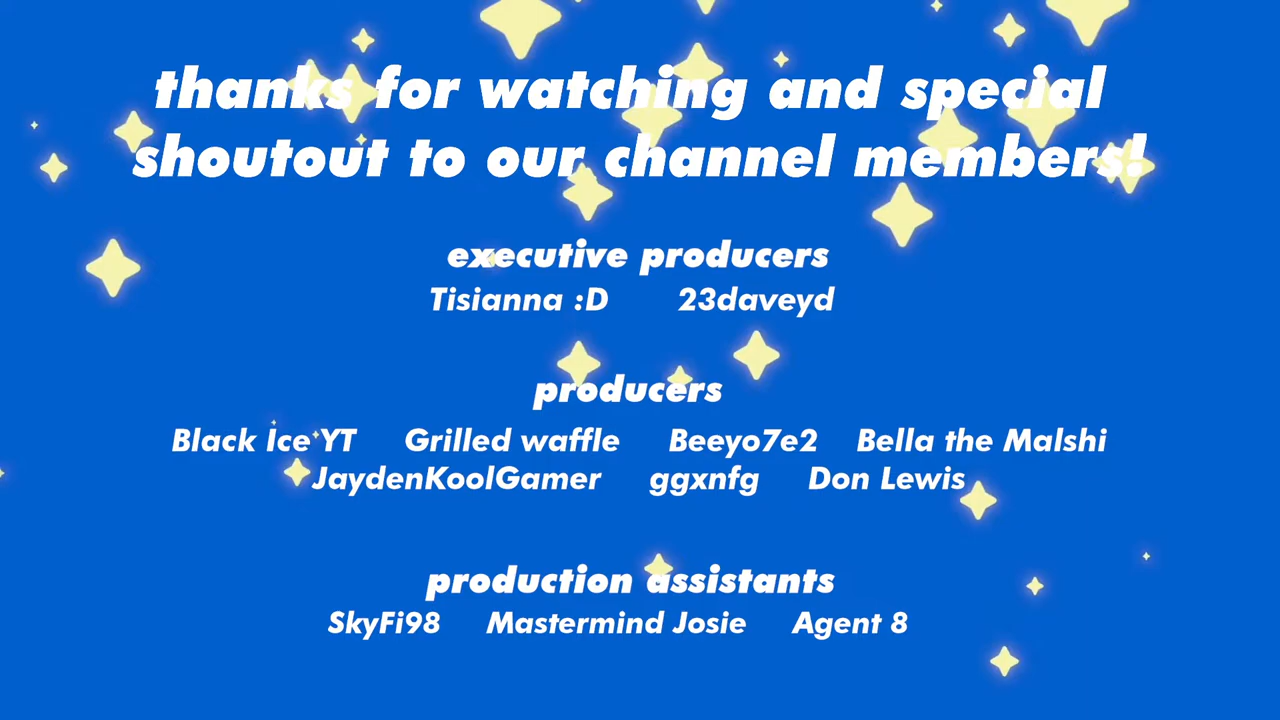 thanks for watching and special
shoutout to our channel members!
executive producers
Tisianna :D 23daveyd
producers
Black Ice YT Grilled waffle Beeyo7e2 Bella the Malshi
JaydenKoolGamer ggxnfg Don Lewis
production assistants
SkyFi98 Mastermind Josie Agent 8